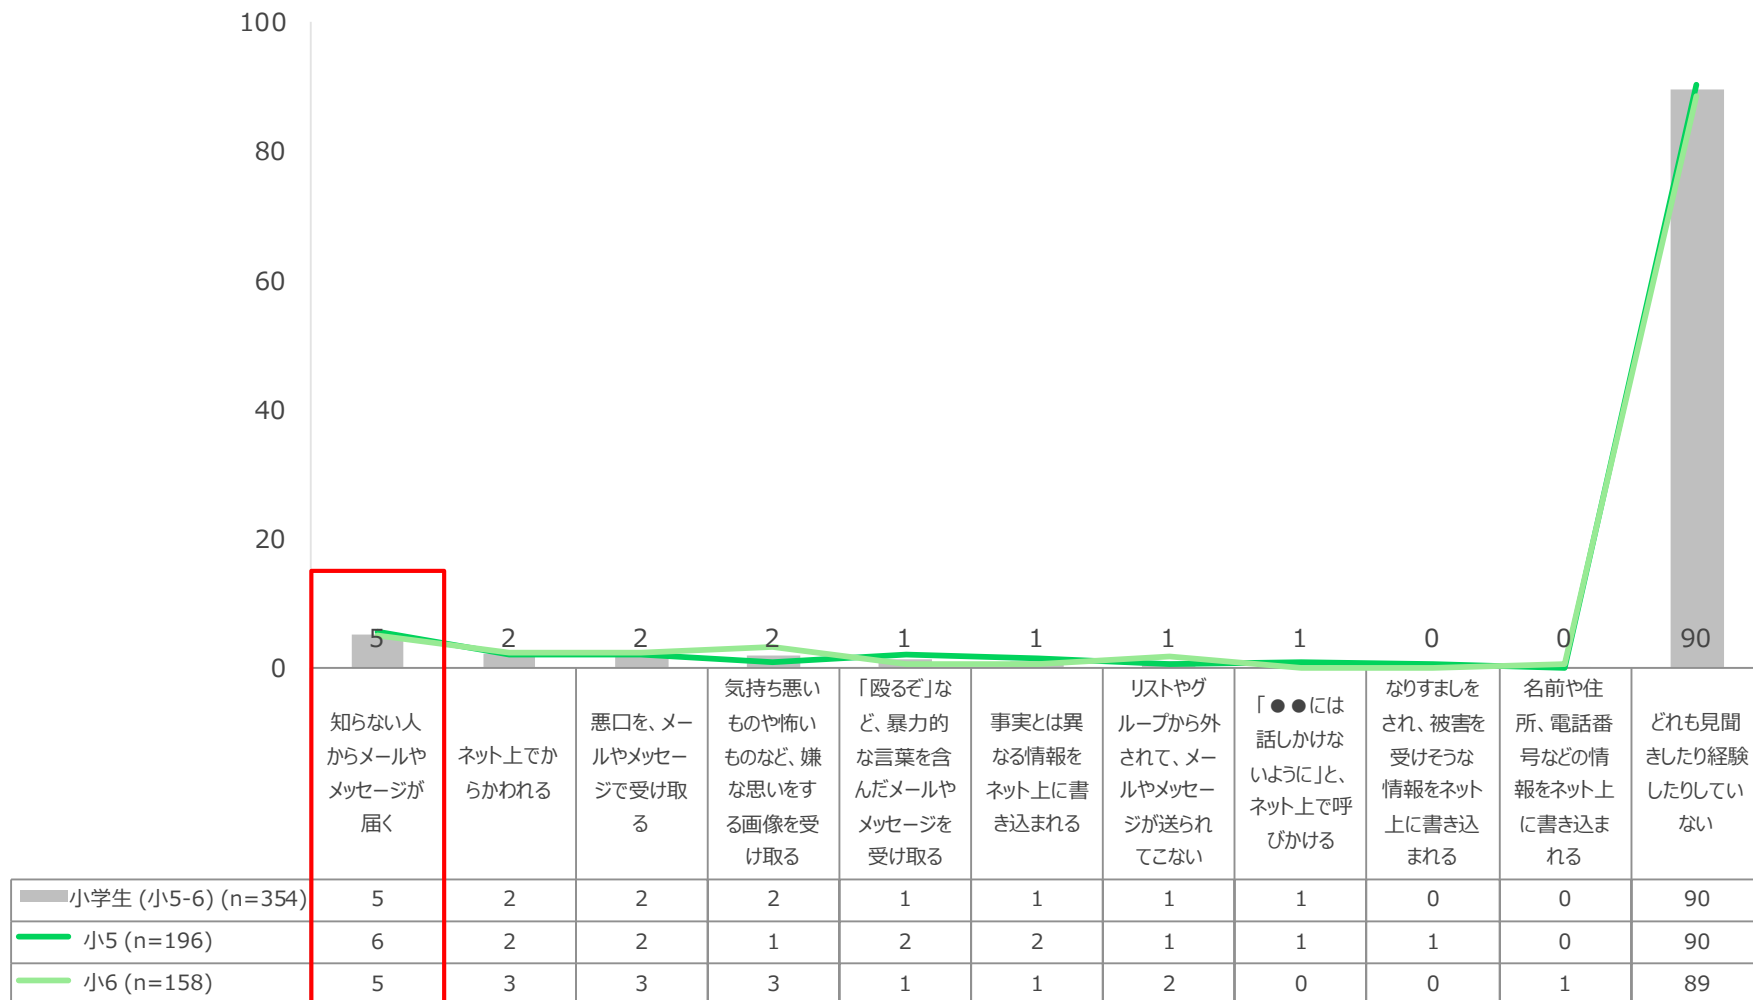 100
80
60
40
20
0
5 2 2 2 1 1 1 1 0 0 90
知らない人
からメールや
メッセージが
届く
ネット上でか
らかわれる
悪口を、メー
ルやメッセー
ジで受け取
る
気持ち悪い
ものや怖い
ものなど、嫌
な思いをす
る画像を受
け取る
「殴るぞ」な
ど、暴力的
な言葉を含
んだメールや
メッセージを
受け取る
事実とは異
なる情報を
ネット上に書
き込まれる
リストやグ
ループから外
されて、メー
ルやメッセー
ジが送られ
てこない
「●●には
話しかけな
いように」と、
ネット上で呼
びかける
なりすましを
され、被害を
受けそうな
情報をネット
上に書き込
まれる
名前や住
所、電話番
号などの情
報をネット上
に書き込ま
れる
どれも見聞
きしたり経験
したりしてい
ない
小学生 (小5-6) (n=354) 5 2 2 2 1 1 1 1 0 0 90
小5 (n=196) 6 2 2 1 2 2 1 1 1 0 90
小6 (n=158) 5 3 3 3 1 1 2 0 0 1 89